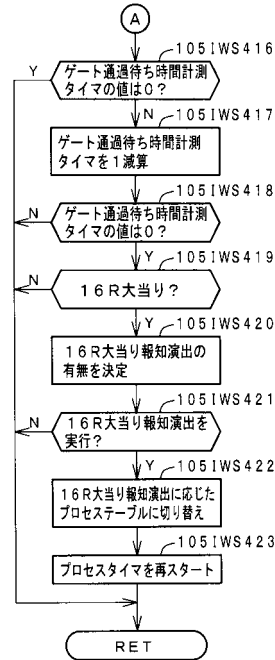 A
105IWS416
Y
ゲート通過待ち時間計測
タイマの値は0?
N
105IWS417
ゲート通過待ち時間計測
タイマを1減算
105IWS418
N
ゲート通過待ち時間計測
タイマの値は0?
Y
105IWS419
N
16R大当り?
Y
105IWS420
16R大当り報知演出の
有無を決定
105IWS421
N
16R大当り報知演出を
実行?
Y
105IWS422
16R大当り報知演出に応じた
プロセステーブルに切り替え
105IWS423
プロセスタイマを再スタート
RET